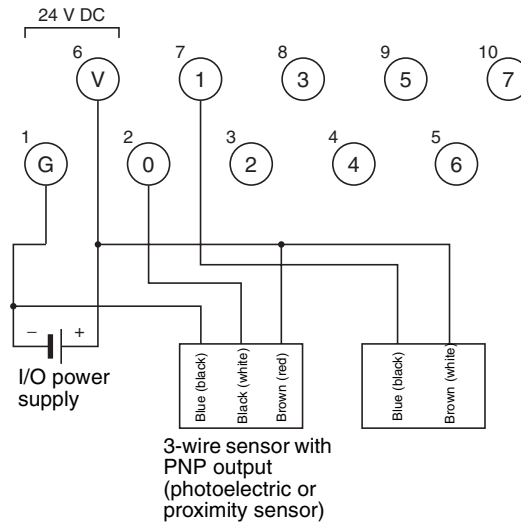 24 V DC
6
V
7
1
8
3
9
5
10
7
1
G
2
0
3
2
4
4
5
6
− +
I/O power
supply
Blue (black)
Black (white)
Brown (red)
Blue (black)
Brown (white)
3-wire sensor with
PNP output
(photoelectric or
proximity sensor)